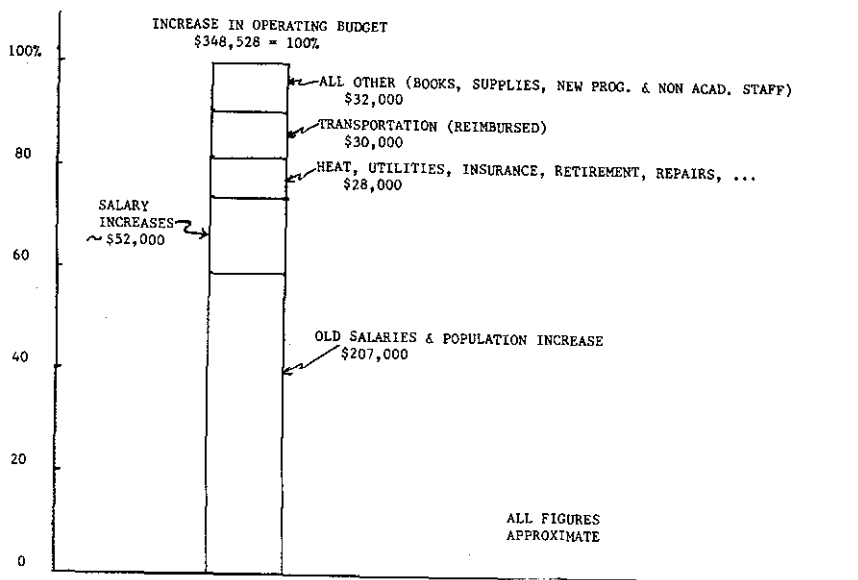 INCREASE IN OPERATING BUDGET
$348,528 = 100%
100%
ALL OTHER (BOOKS, SUPPLIES, NEW PROG. & NON ACAD. STAFF)
$32,000
TRANSPORTATION (REIMBURSED)
$30,000
80
HEAT, UTILITIES, INSURANCE, RETIREMENT, REPAIRS, ...
$28,000
SALARY
INCREASES
~$52,000
60
OLD SALARIES & POPULATION INCREASE
$207,000
40
20
ALL FIGURES
APPROXIMATE
0